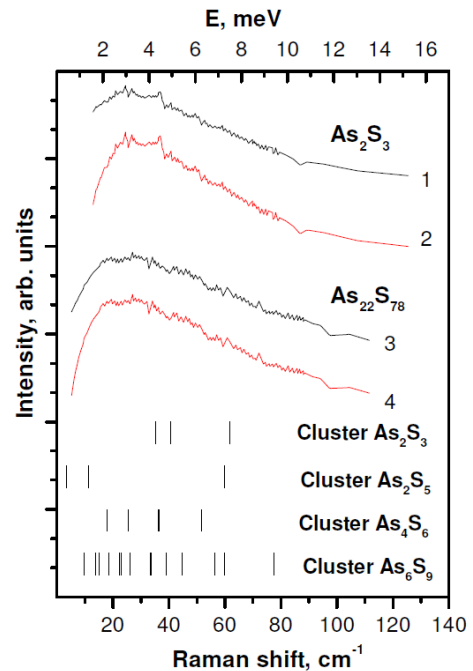 E, meV
2 4 6 8 10 12 14 16
As₂S₃
1
2
As₂₂S₇₈
3
4
Cluster As₂S₃
Cluster As₂S₅
Cluster As₄S₆
Cluster As₆S₉
20 40 60 80 100 120 140
Raman shift, cm⁻¹
Intensity, arb. units